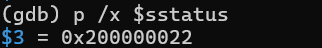 (gdb) p /x $sstatus
$3 = 0x200000022